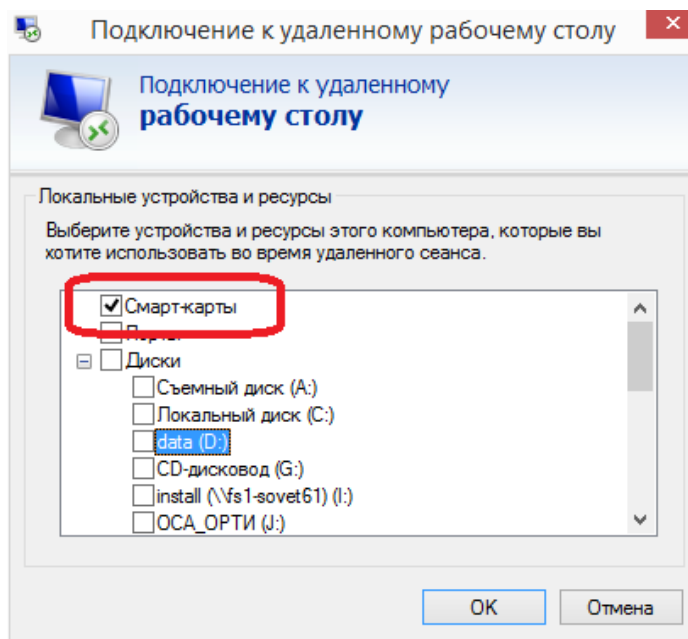 Подключение к удаленному рабочему столу
Подключение к удаленному
рабочему столу
Локальные устройства и ресурсы
Выберите устройства и ресурсы этого компьютера, которые вы
хотите использовать во время удаленного сеанса.
Смарт-карты
Порты
Диски
Съемный диск (A:)
Локальный диск (C:)
data (D:)
CD-дисковод (G:)
install (\\fs1-sovet61) (I:)
ОСА_ОРТИ (J:)
OK
Отмена